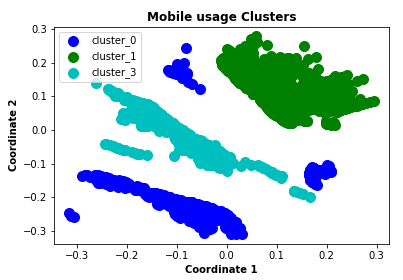 Mobile usage Clusters
cluster_0
cluster_1
cluster_3
0.3
0.2
0.1
0.0
−0.1
−0.2
−0.3
Coordinate 2
−0.3 −0.2 −0.1 0.0 0.1 0.2 0.3
Coordinate 1